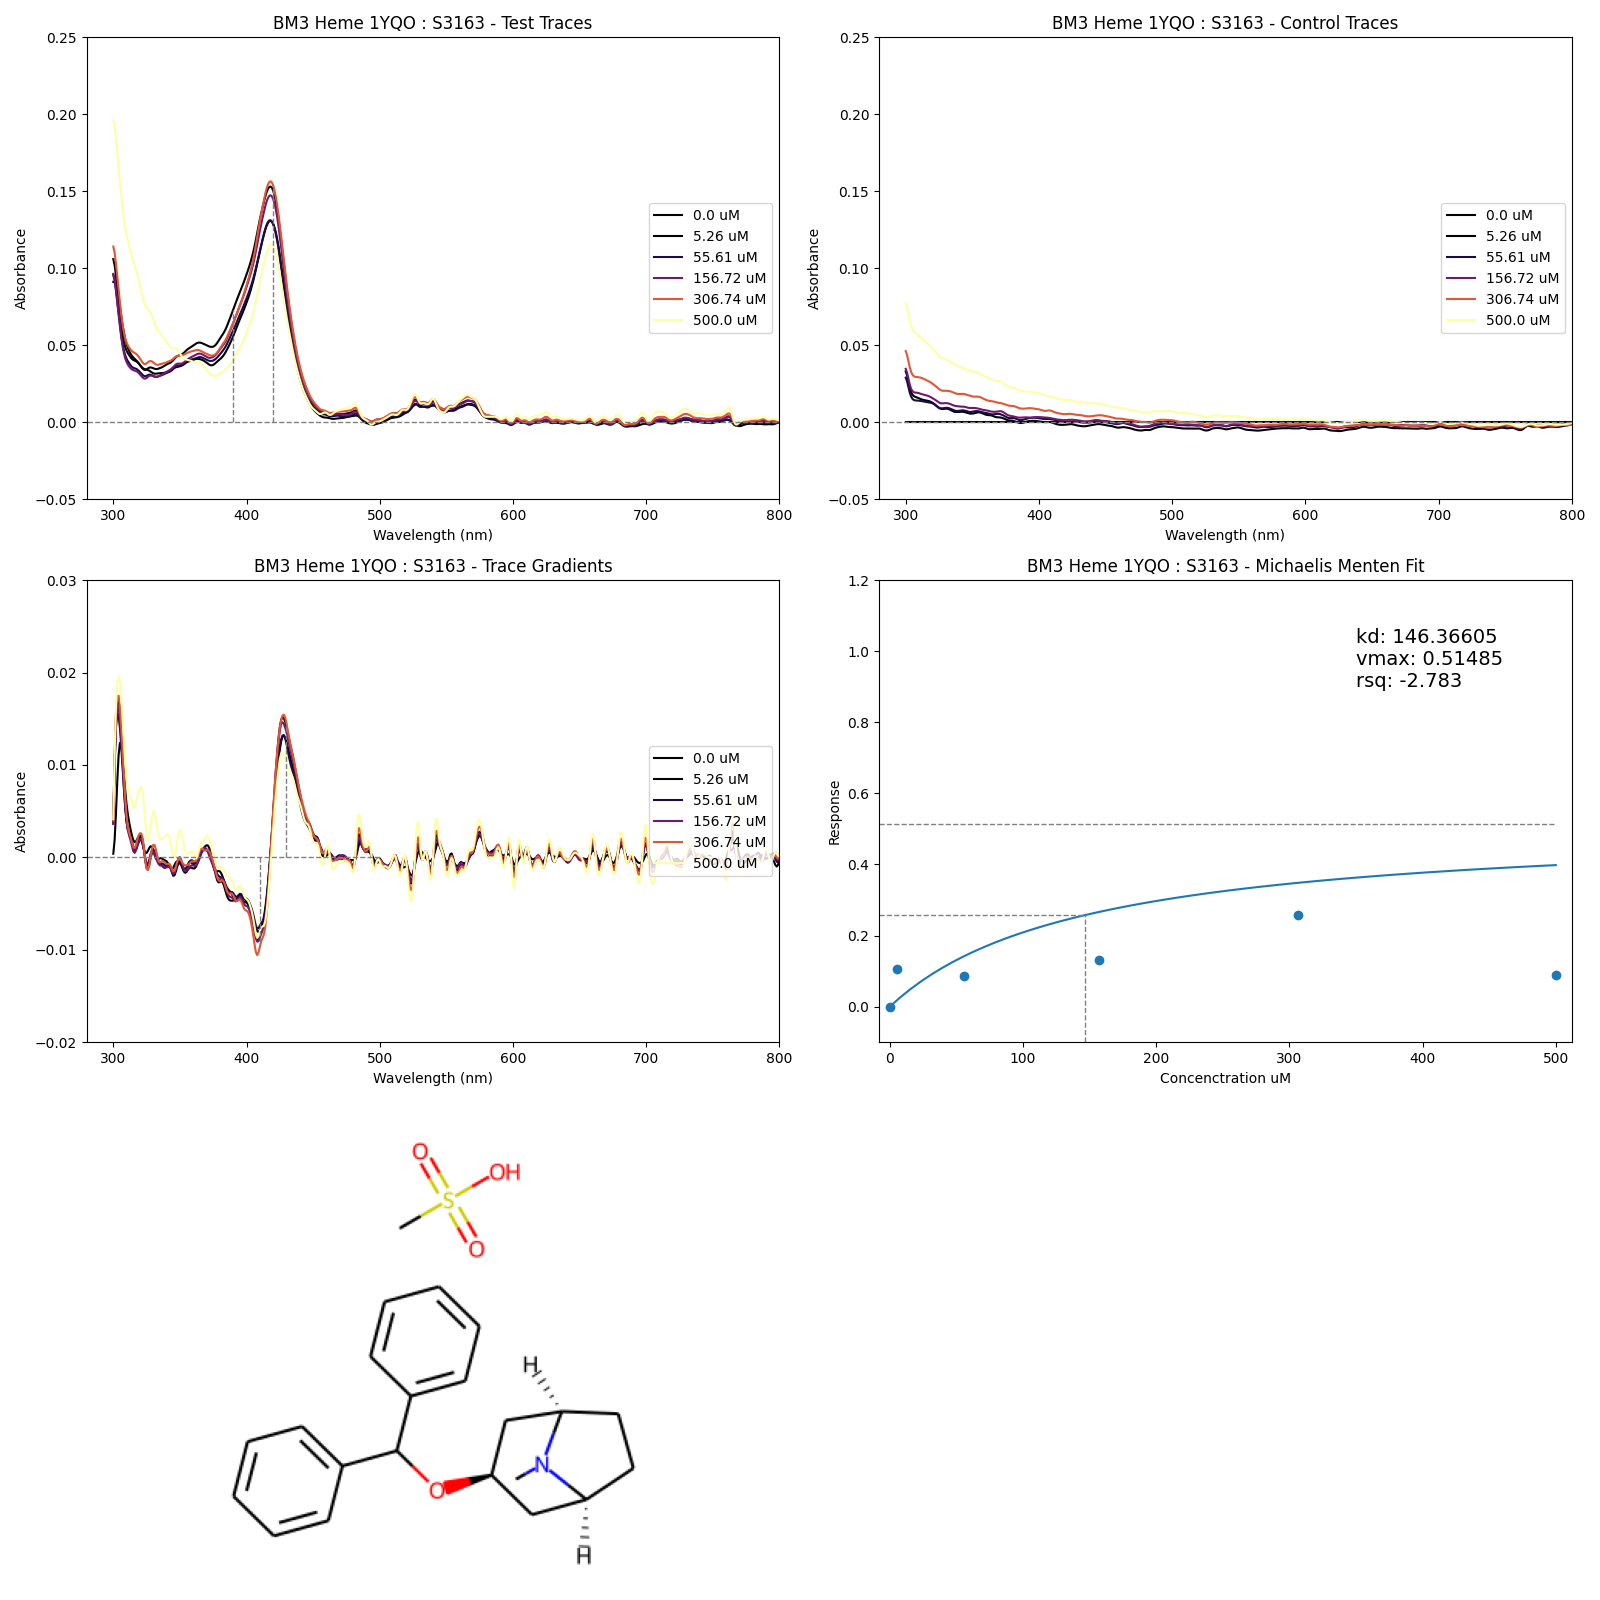 BM3 Heme 1YQO : S3163 - Test Traces
0.25
0.20
0.15
0.10
0.05
0.00
−0.05
Absorbance
300 400 500 600 700 800
Wavelength (nm)
0.0 uM
5.26 uM
55.61 uM
156.72 uM
306.74 uM
500.0 uM
BM3 Heme 1YQO : S3163 - Control Traces
0.25
0.20
0.15
0.10
0.05
0.00
−0.05
Absorbance
300 400 500 600 700 800
Wavelength (nm)
0.0 uM
5.26 uM
55.61 uM
156.72 uM
306.74 uM
500.0 uM
BM3 Heme 1YQO : S3163 - Trace Gradients
0.03
0.02
0.01
0.00
−0.01
−0.02
Absorbance
300 400 500 600 700 800
Wavelength (nm)
0.0 uM
5.26 uM
55.61 uM
156.72 uM
306.74 uM
500.0 uM
BM3 Heme 1YQO : S3163 - Michaelis Menten Fit
1.2
1.0
0.8
0.6
0.4
0.2
0.0
Response
kd: 146.36605
vmax: 0.51485
rsq: -2.783
0 100 200 300 400 500
Concenctration uM
O
OH
S
O
H
N
O
H